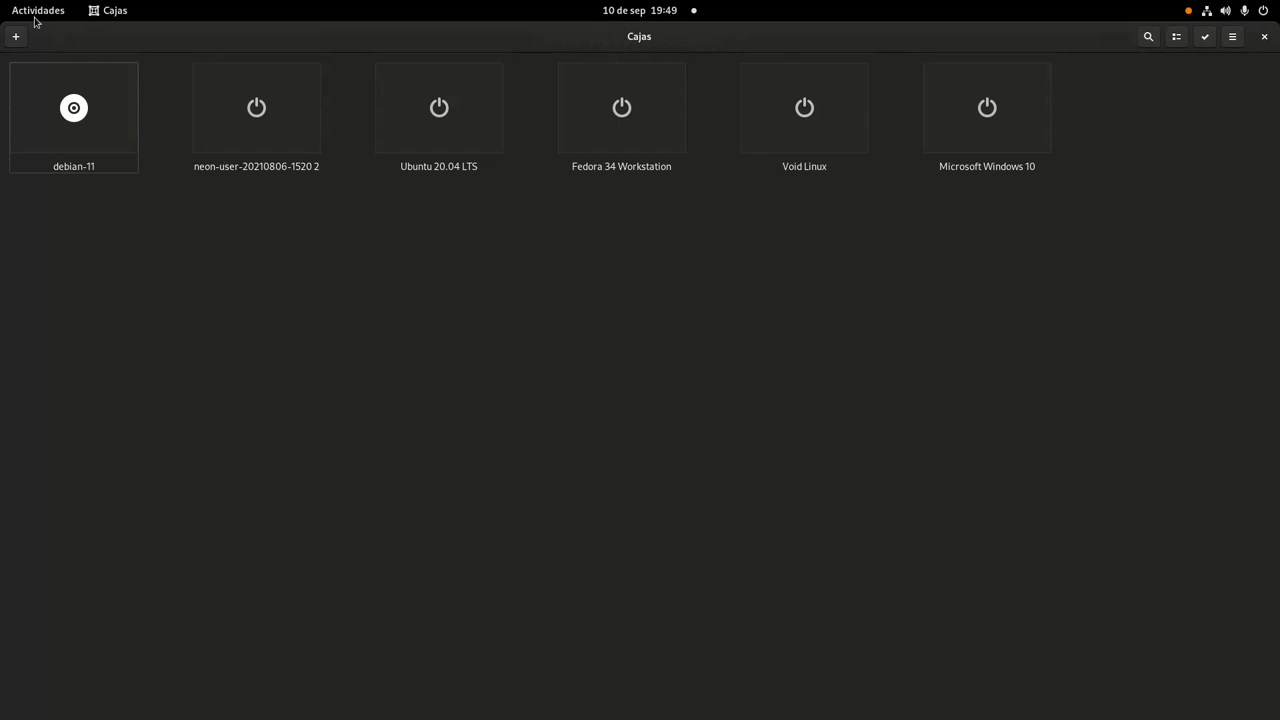 Actividades Cajas 10 de sep 19:49
Cajas
debian-11 neon-user-20210806-1520 2 Ubuntu 20.04 LTS Fedora 34 Workstation Void Linux Microsoft Windows 10